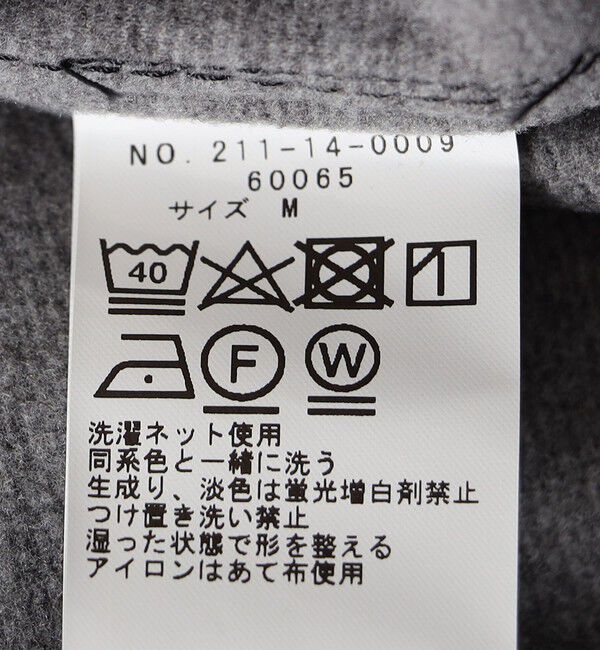 NO. 211-14-0009
60065
サイズ M
40
F W
洗濯ネット使用
同系色と一緒に洗う
生成り、淡色は蛍光増白剤禁止
つけ置き洗い禁止
湿った状態で形を整える
アイロンはあて布使用